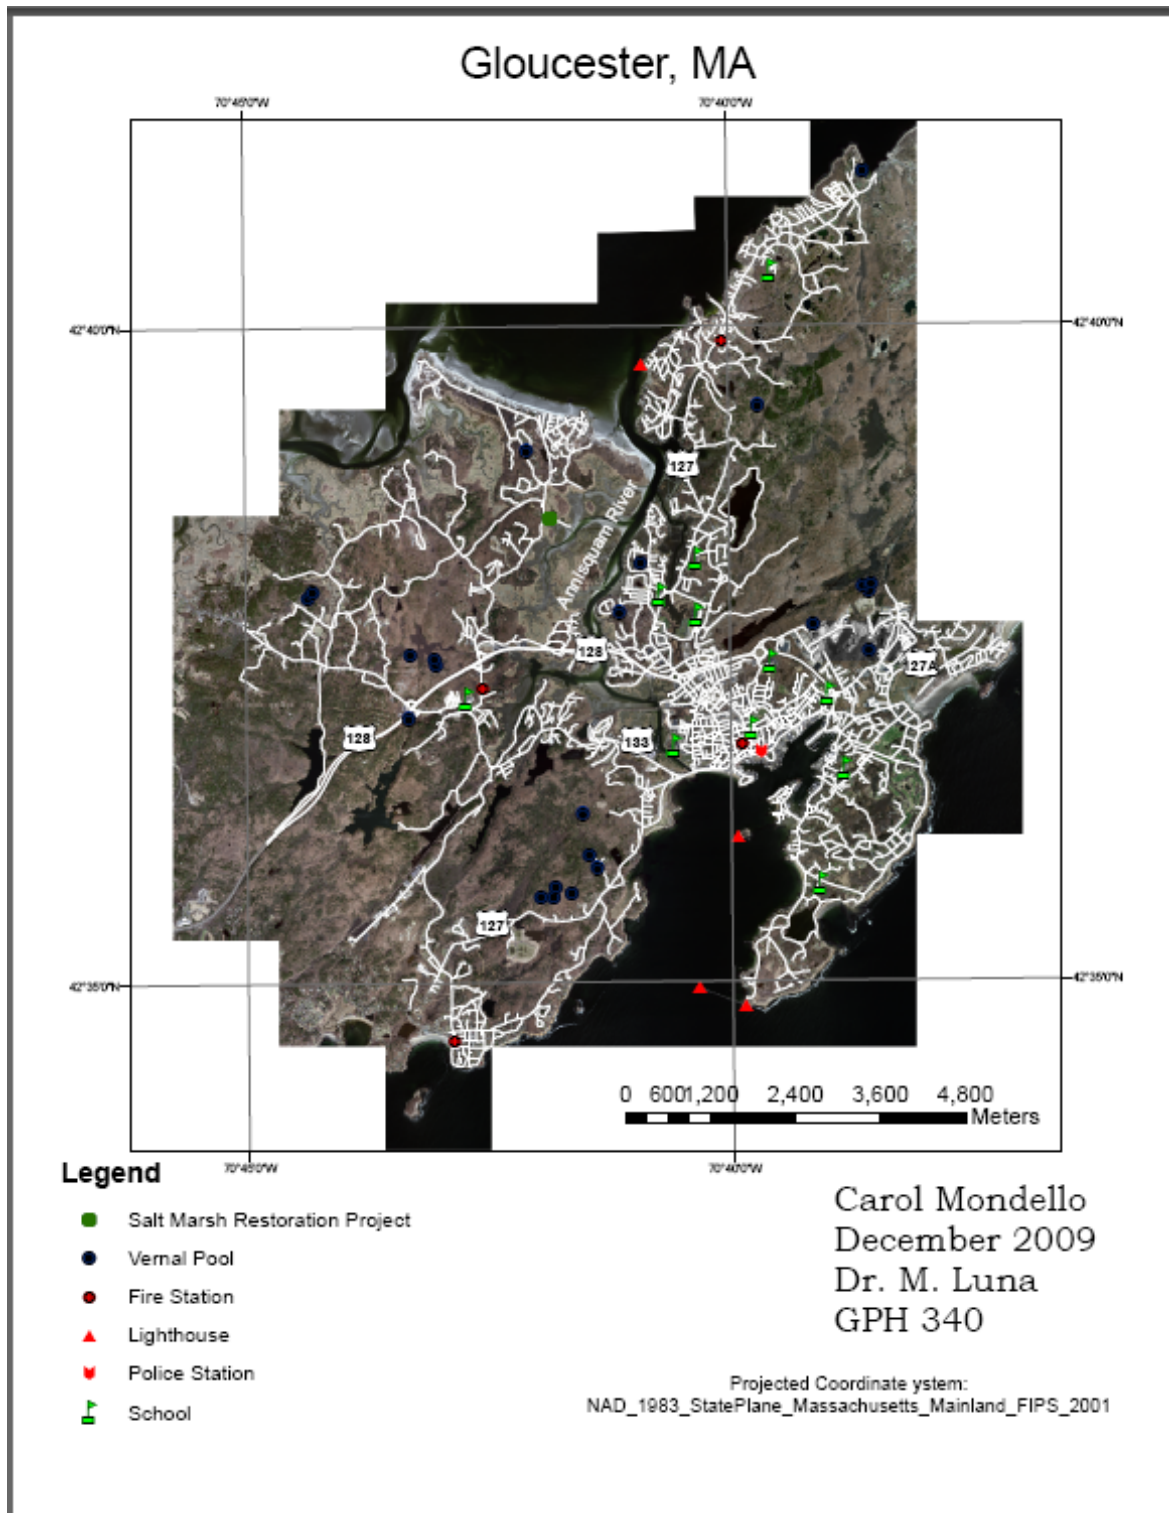 Gloucester, MA
70°45'0"W
70°40'0"W
42°40'0"N
42°40'0"N
127
Annisquam River
128
27A
128
133
127
42°35'0"N
42°35'0"N
0 600 1,200 2,400 3,600 4,800
Meters
70°45'0"W
70°40'0"W
Legend
Salt Marsh Restoration Project
Vernal Pool
Fire Station
Lighthouse
Police Station
School
Carol Mondello
December 2009
Dr. M. Luna
GPH 340
Projected Coordinate ystem:
NAD_1983_StatePlane_Massachusetts_Mainland_FIPS_2001